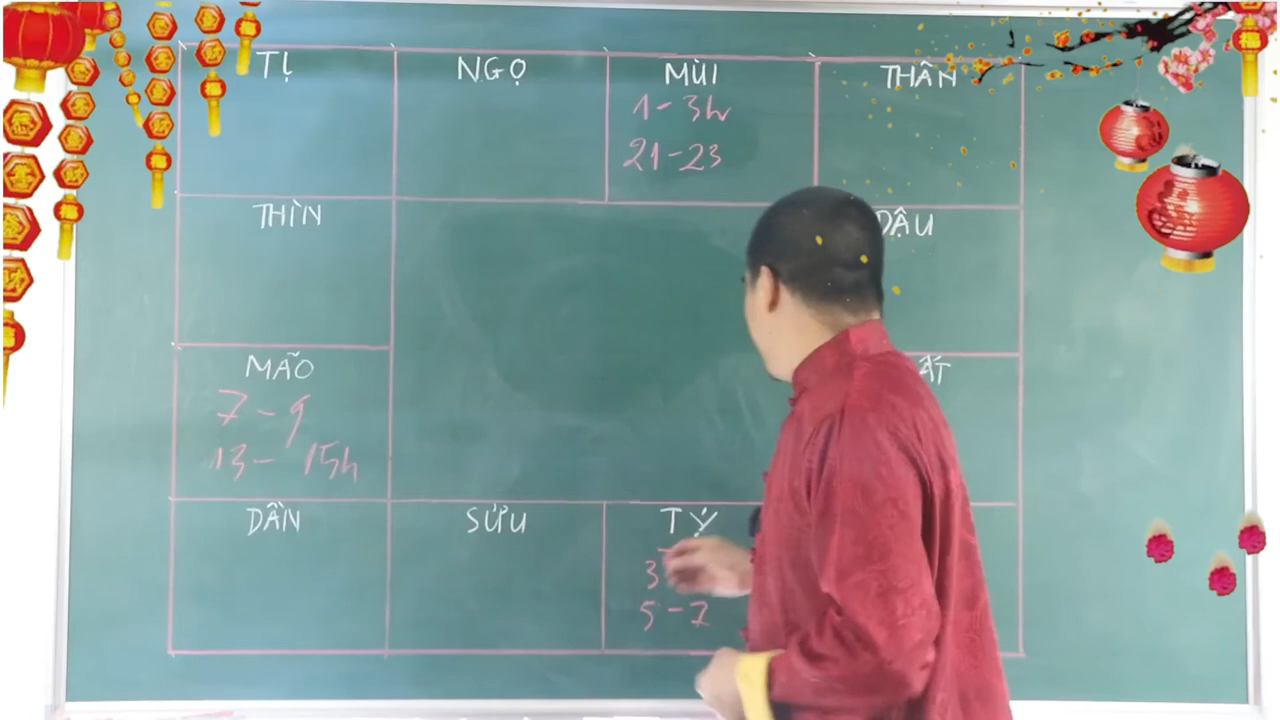 TỊ
NGỌ
MÙI
1-3h
21-23
THÂN
THÌN
DẬU
MÃO
7-9
13-15h
DẦN
SỬU
TÝ
3
5-7